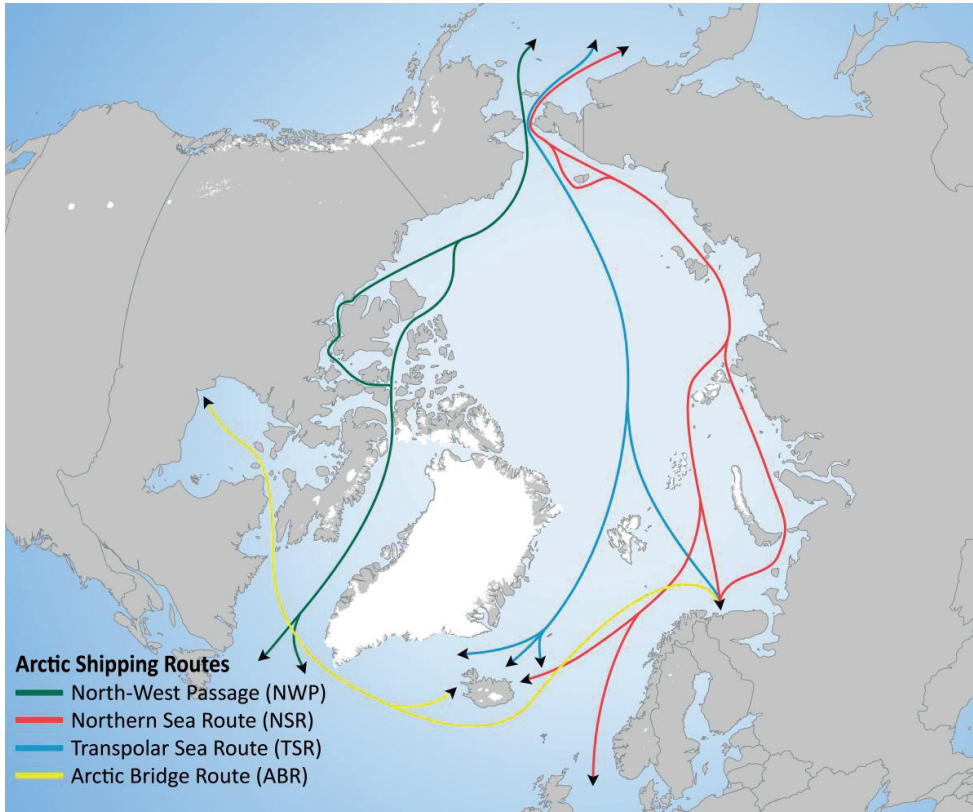 Arctic Shipping Routes
North-West Passage (NWP)
Northern Sea Route (NSR)
Transpolar Sea Route (TSR)
Arctic Bridge Route (ABR)